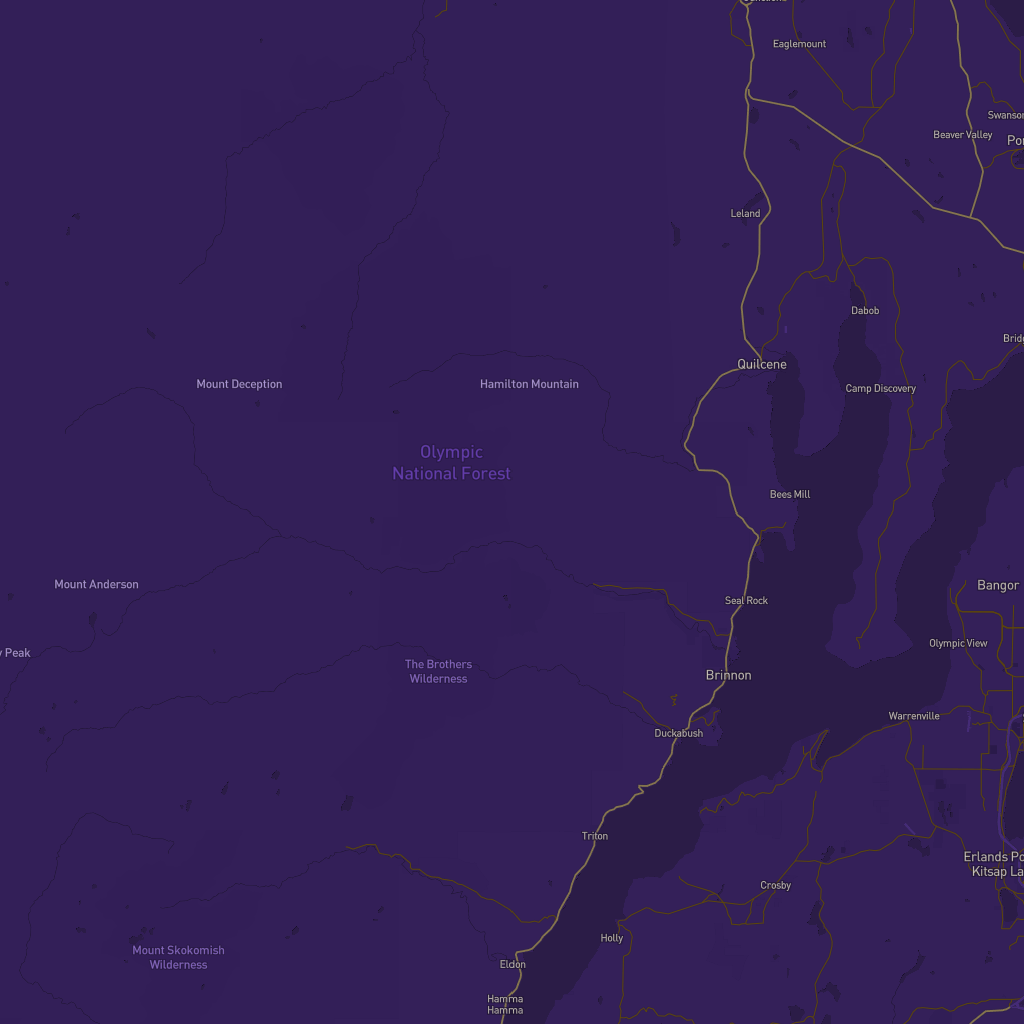 Eaglemount
Swanson
Beaver Valley
Leland
Dabob
Quilcene
Mount Deception
Hamilton Mountain
Camp Discovery
Olympic
National Forest
Bees Mill
Mount Anderson
Bangor
Seal Rock
Olympic View
Peak
The Brothers
Wilderness
Brinnon
Warrenville
Duckabush
Triton
Erlands Po
Kitsap La
Crosby
Holly
Mount Skokomish
Wilderness
Eldon
Hamma
Hamma